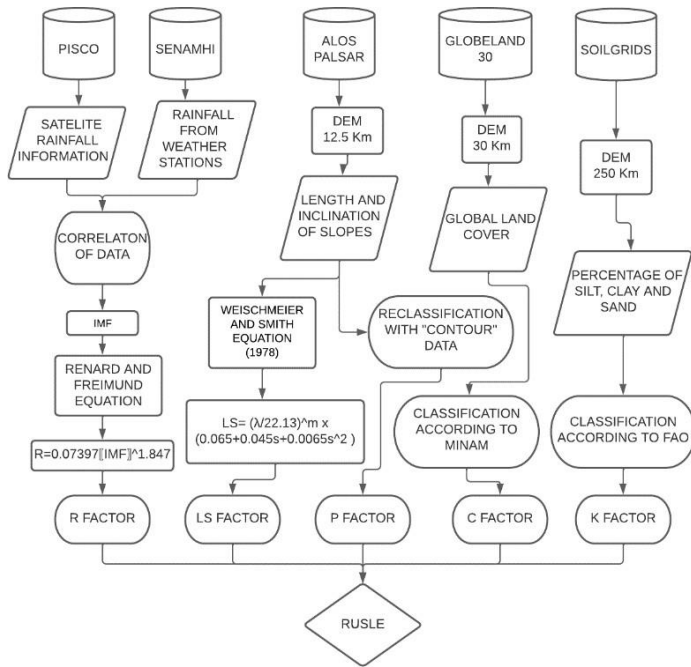 PISCO
SENAMHI
ALOS
PALSAR
GLOBELAND
30
SOILGRIDS
SATELITE
RAINFALL
INFORMATION
RAINFALL
FROM
WEATHER
STATIONS
DEM
12.5 Km
DEM
30 Km
DEM
250 Km
LENGTH AND
INCLINATION
OF SLOPES
GLOBAL LAND
COVER
CORRELATON
OF DATA
PERCENTAGE OF
SILT, CLAY AND
SAND
IMF
WEISCHMEIER
AND SMITH
EQUATION
(1978)
RECLASSIFICATION
WITH "CONTOUR"
DATA
RENARD AND
FREIMUND
EQUATION
LS= (λ/22.13)^m x
(0.065+0.045s+0.0065s^2 )
CLASSIFICATION
ACCORDING TO
MINAM
CLASSIFICATION
ACCORDING TO FAO
R=0.07397〖IMF〗^1.847
R FACTOR
LS FACTOR
P FACTOR
C FACTOR
K FACTOR
RUSLE